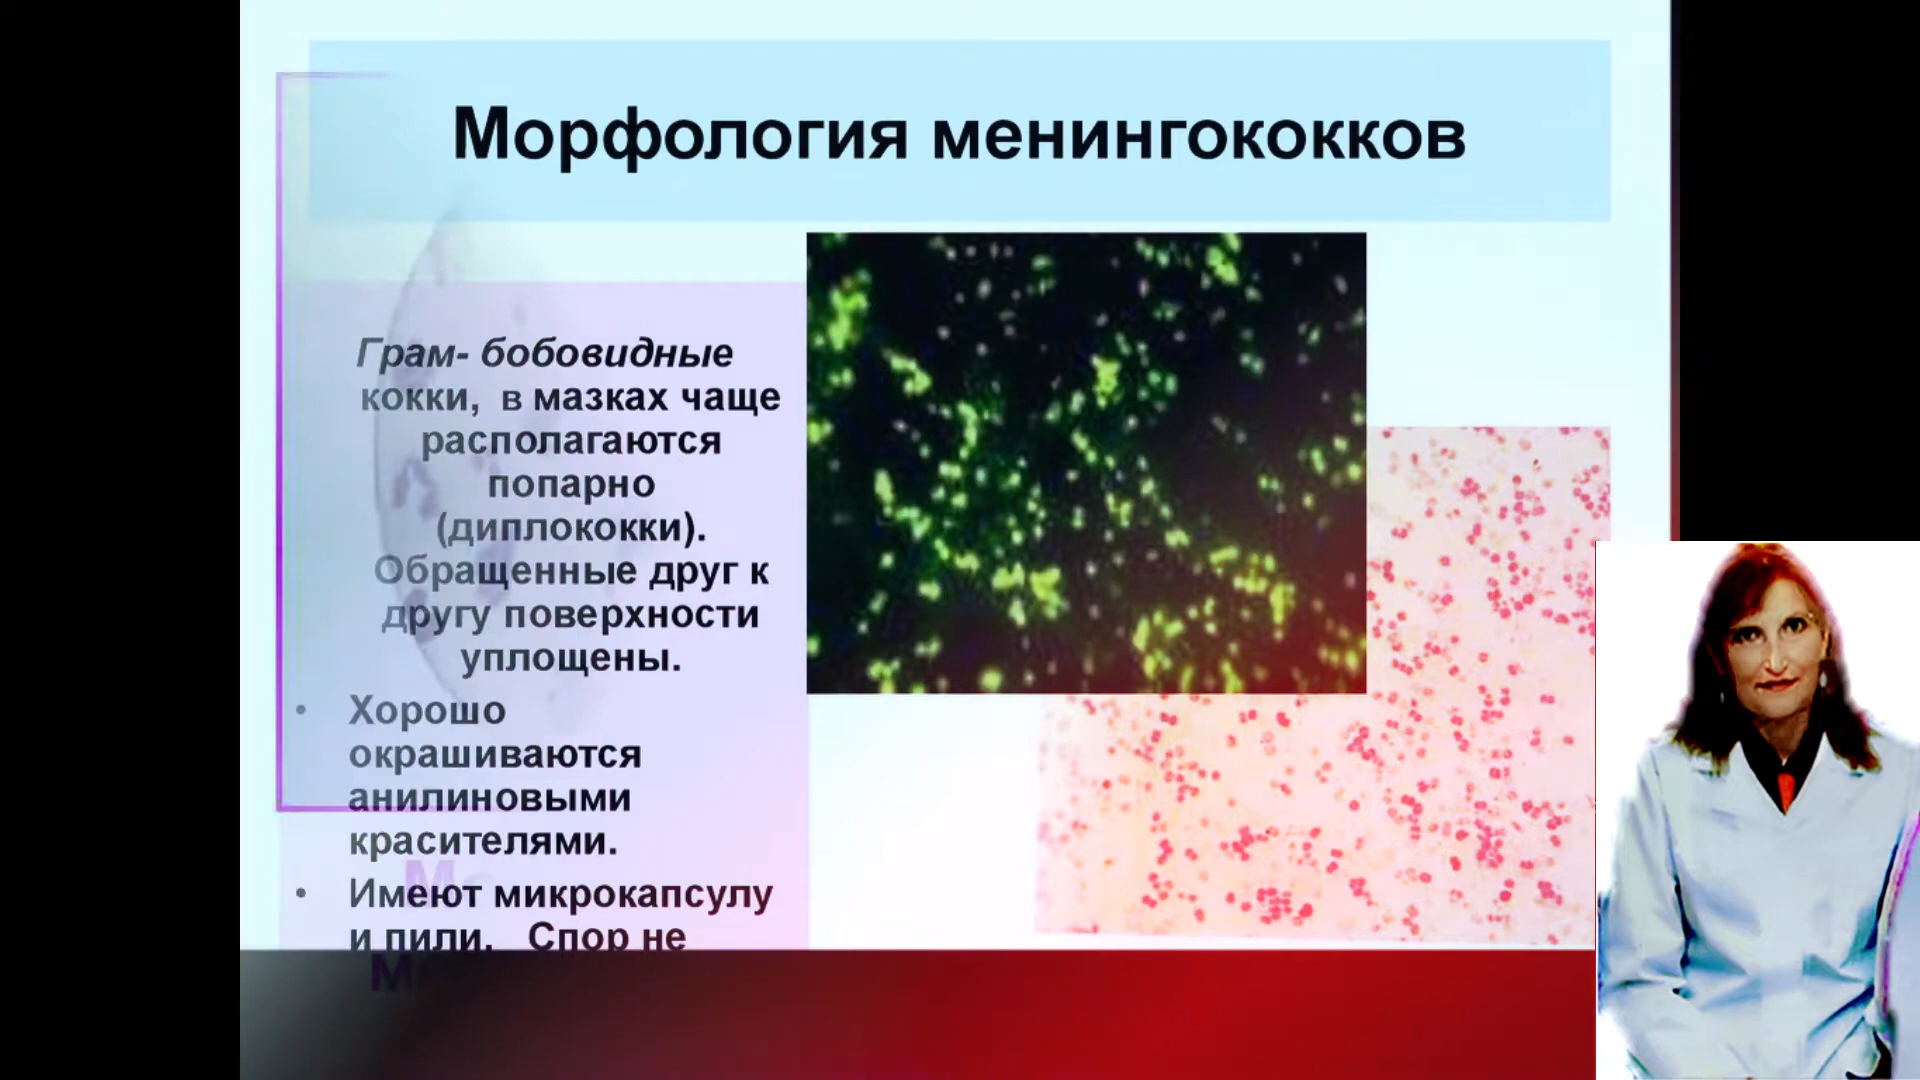 Морфология менингококков
Грам- бобовидные
кокки, в мазках чаще
располагаются
попарно
(диплококки).
Обращенные друг к
другу поверхности
уплощены.
• Хорошо
окрашиваются
анилиновыми
красителями.
• Имеют микрокапсулу
и пили. Спор не